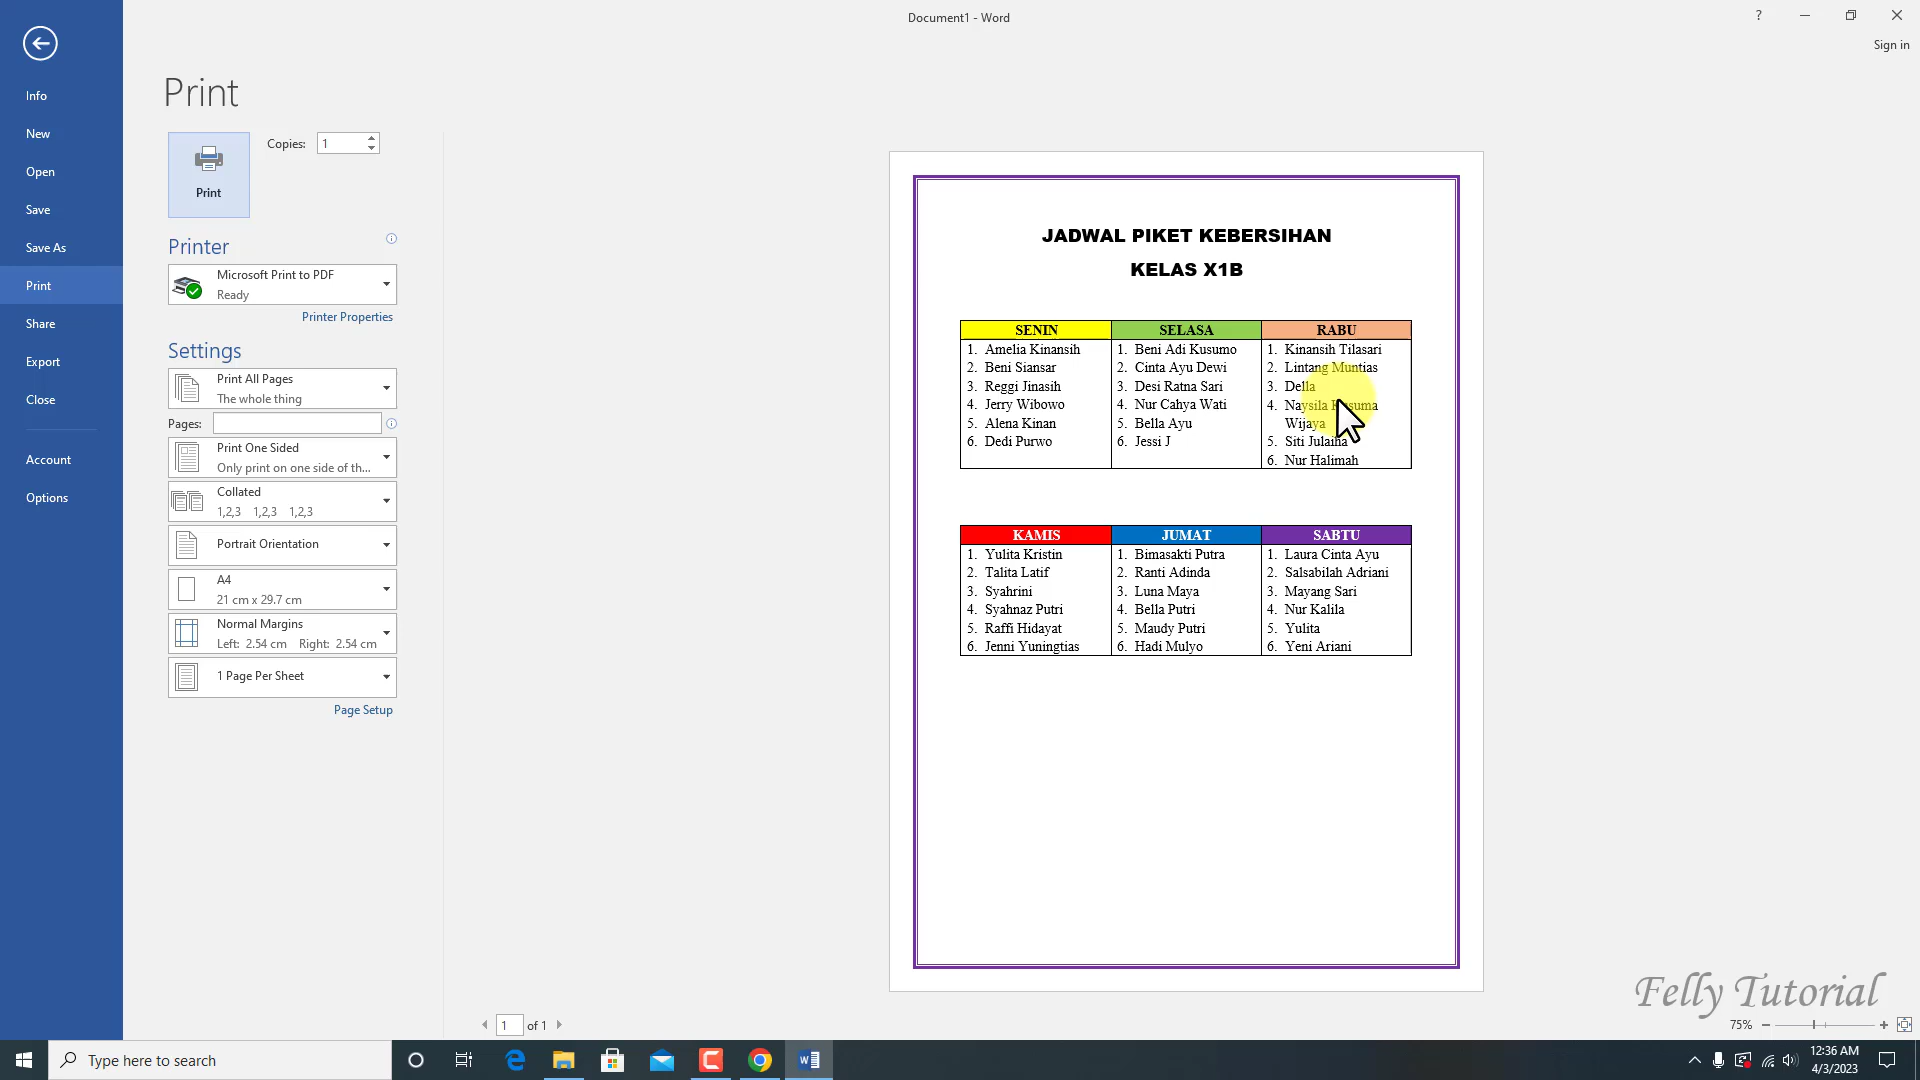 Document1 - Word
?
Sign in
Info
New
Open
Save
Save As
Print
Share
Export
Close
Account
Options
Print
Print
Copies: 1
Printer
Microsoft Print to PDF
Ready
Printer Properties
Settings
Print All Pages
The whole thing
Pages:
Print One Sided
Only print on one side of th...
Collated
1,2,3 1,2,3 1,2,3
Portrait Orientation
A4
21 cm x 29.7 cm
Normal Margins
Left: 2.54 cm Right: 2.54 cm
1 Page Per Sheet
Page Setup
JADWAL PIKET KEBERSIHAN
KELAS X1B
SENIN
1. Amelia Kinansih
2. Beni Siansar
3. Reggi Jinasih
4. Jerry Wibowo
5. Alena Kinan
6. Dedi Purwo
SELASA
1. Beni Adi Kusumo
2. Cinta Ayu Dewi
3. Desi Ratna Sari
4. Nur Cahya Wati
5. Bella Ayu
6. Jessi J
RABU
1. Kinansih Tilasari
2. Lintang Muntias
3. Della
4. Naysila Kusuma
Wijaya
5. Siti Julaiha
6. Nur Halimah
KAMIS
1. Yulita Kristin
2. Talita Latif
3. Syahrini
4. Syahnaz Putri
5. Raffi Hidayat
6. Jenni Yuningtias
JUMAT
1. Bimasakti Putra
2. Ranti Adinda
3. Luna Maya
4. Bella Putri
5. Maudy Putri
6. Hadi Mulyo
SABTU
1. Laura Cinta Ayu
2. Salsabilah Adriani
3. Mayang Sari
4. Nur Kalila
5. Yulita
6. Yeni Ariani
Felly Tutorial
1 of 1
75%
Type here to search
12:36 AM
4/3/2023